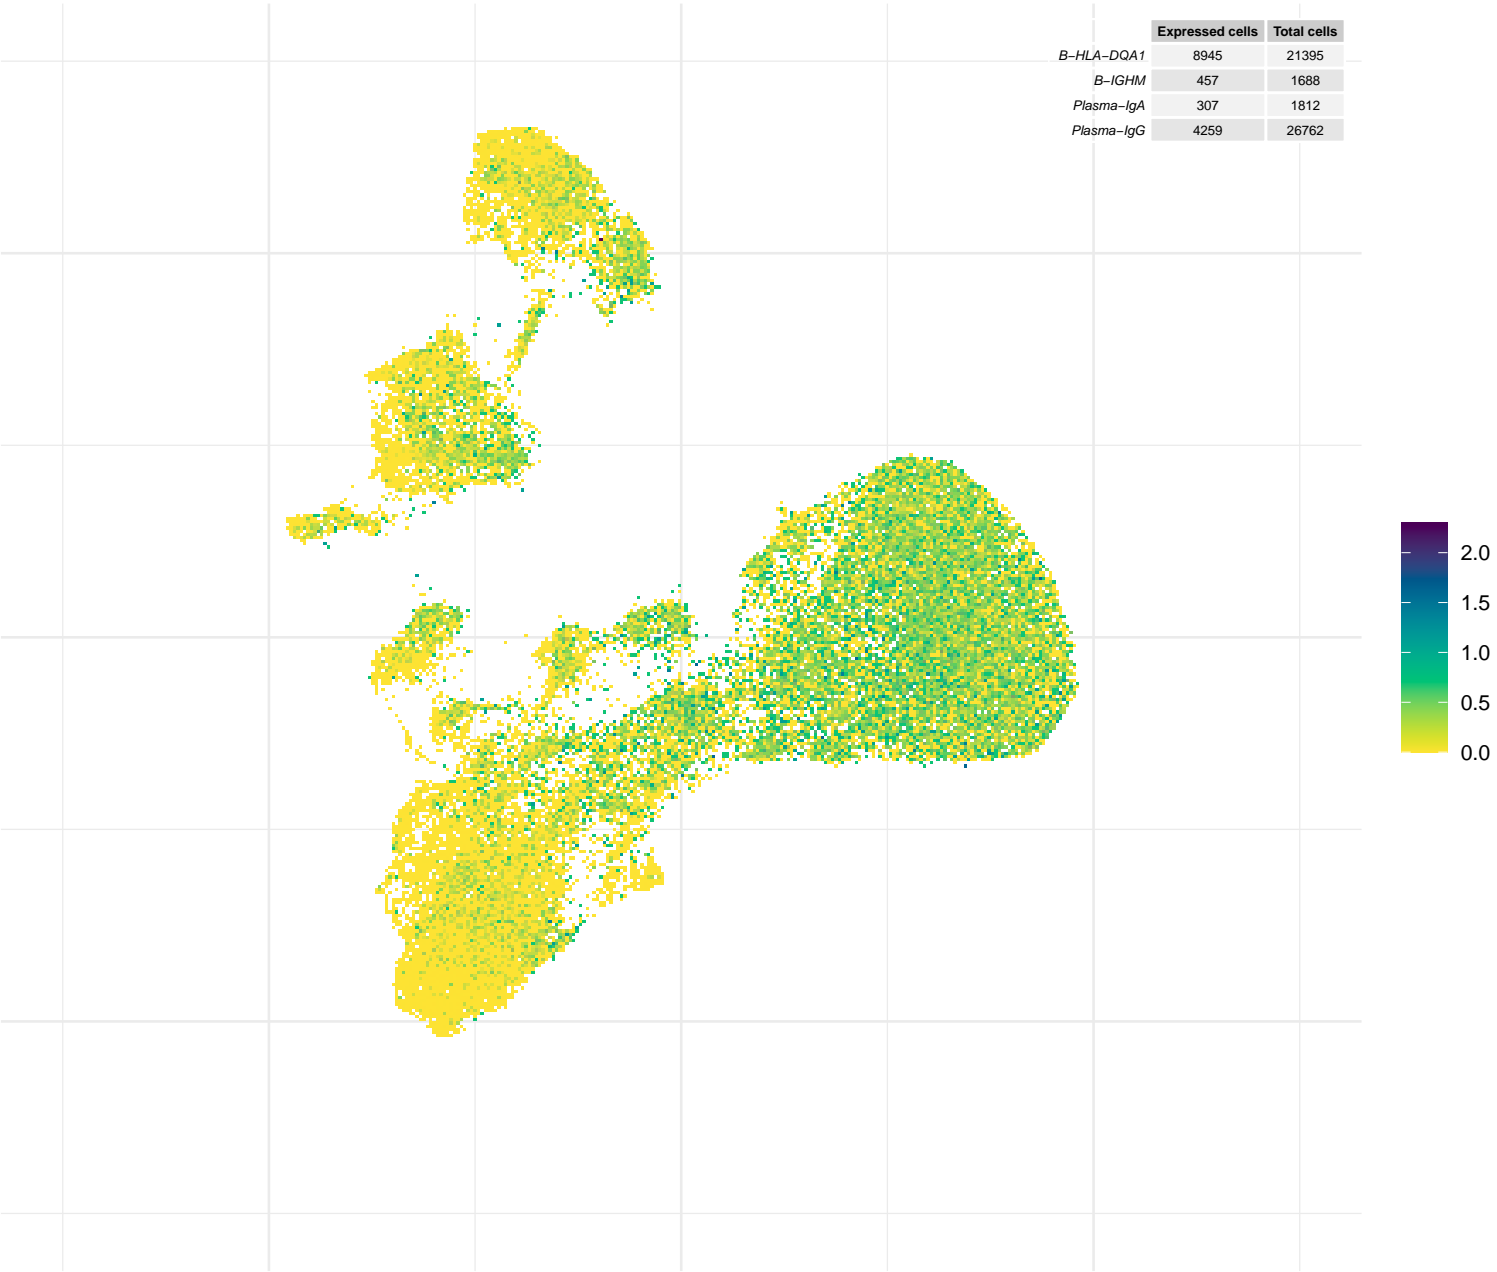 Expressed cells Total cells
B−HLA−DQA1 8945 21395
B−IGHM 457 1688
Plasma−IgA 307 1812
Plasma−IgG 4259 26762
2.0
1.5
1.0
0.5
0.0